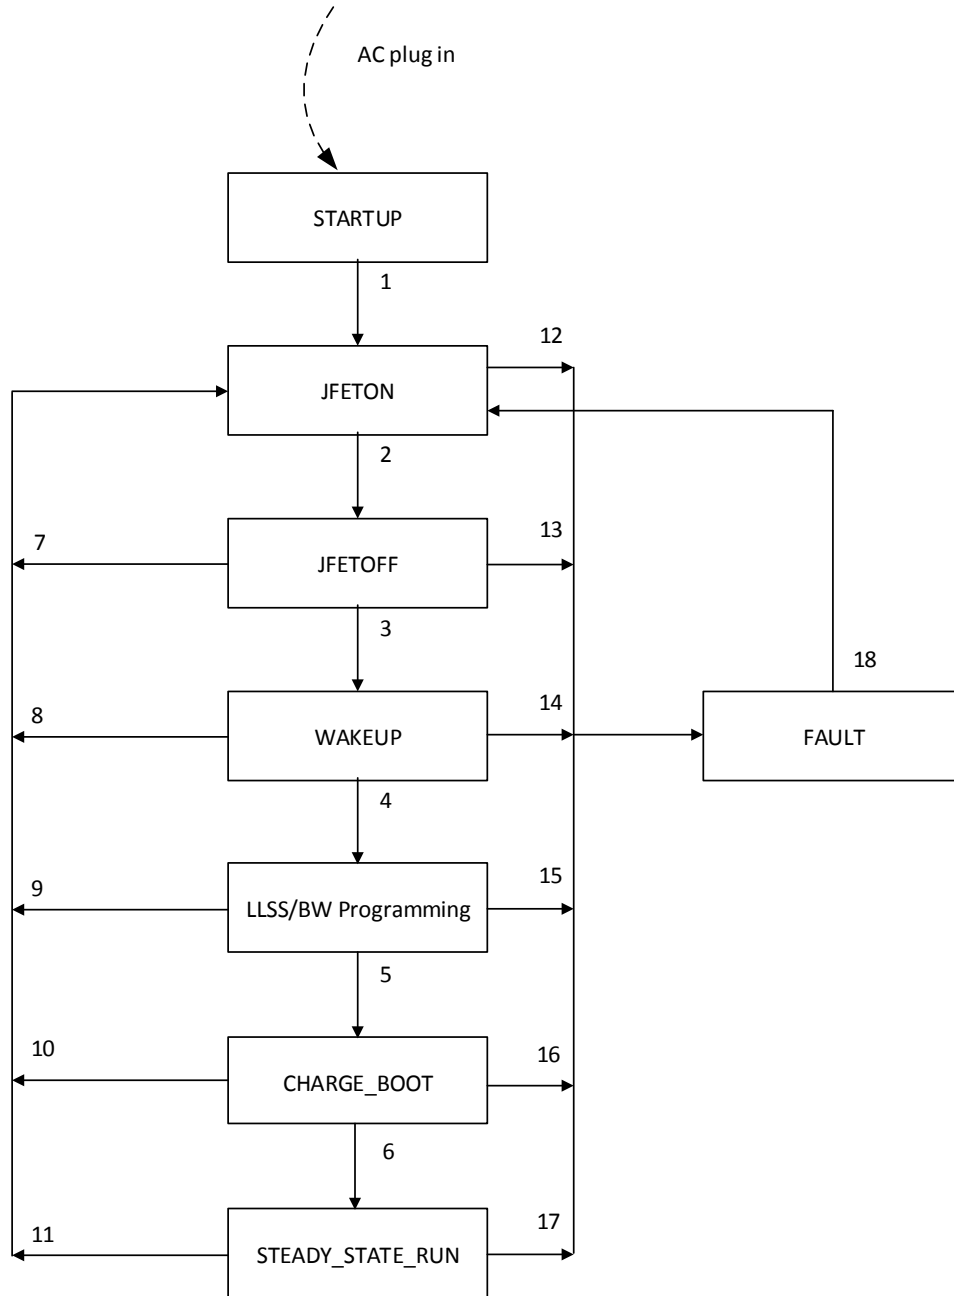 AC plug in
STARTUP
1
12
JFETON
2
7
13
JFETOFF
3
18
8
14
WAKEUP
FAULT
4
9
15
LLSS/BW Programming
5
10
16
CHARGE_BOOT
6
11
17
STEADY_STATE_RUN